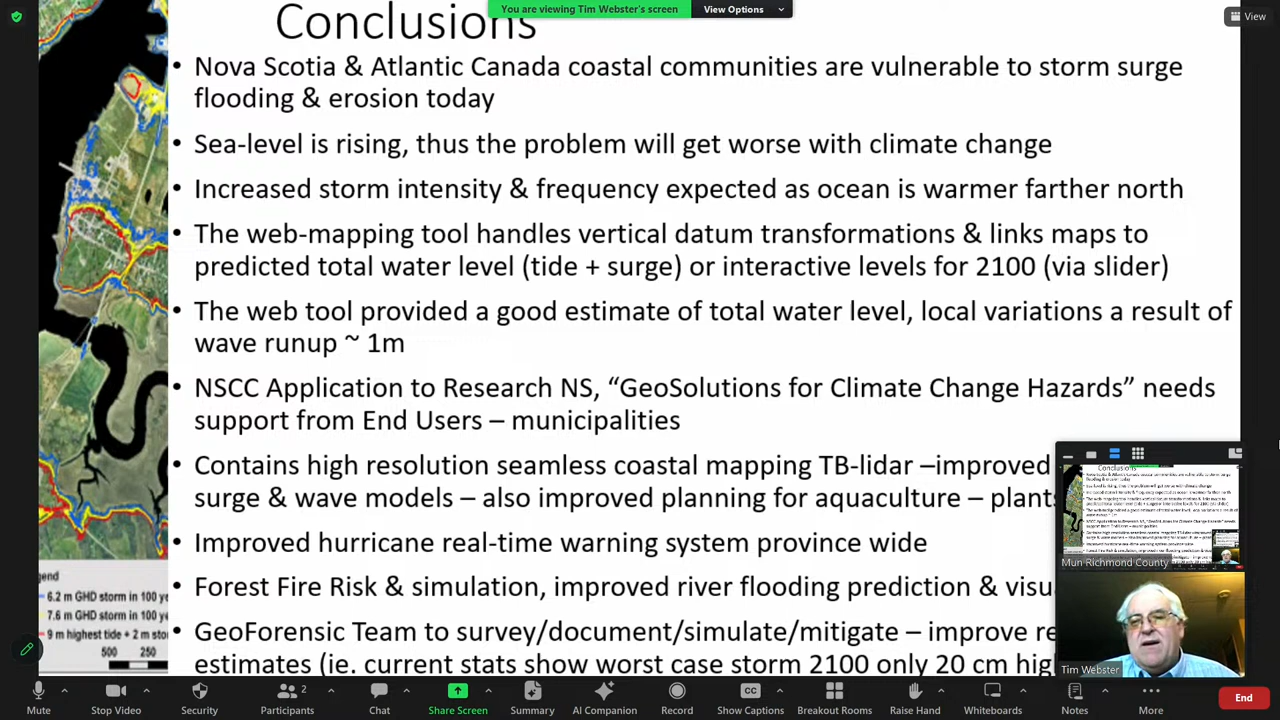 Conclusions
You are viewing Tim Webster's screen
View Options
View
• Nova Scotia & Atlantic Canada coastal communities are vulnerable to storm surge
flooding & erosion today
• Sea-level is rising, thus the problem will get worse with climate change
• Increased storm intensity & frequency expected as ocean is warmer farther north
• The web-mapping tool handles vertical datum transformations & links maps to
predicted total water level (tide + surge) or interactive levels for 2100 (via slider)
• The web tool provided a good estimate of total water level, local variations a result of
wave runup ~ 1m
• NSCC Application to Research NS, “GeoSolutions for Climate Change Hazards” needs
support from End Users – municipalities
• Contains high resolution seamless coastal mapping TB-lidar –improved
surge & wave models – also improved planning for aquaculture – plants
• Improved hurricane real-time warning system province wide
• Forest Fire Risk & simulation, improved river flooding prediction & visu
• GeoForensic Team to survey/document/simulate/mitigate – improve re
estimates (ie. current stats show worst case storm 2100 only 20 cm hig
gend
6.2 m GHD storm in 100 ye
7.6 m GHD storm in 100 ye
9 m highest tide + 2 m stor
500 250
Conclusions
Mun Richmond County
Tim Webster
Mute
Stop Video
Security
Participants
2
Chat
Share Screen
Summary
AI Companion
Record
CC
Show Captions
Breakout Rooms
Raise Hand
Whiteboards
Notes
More
End